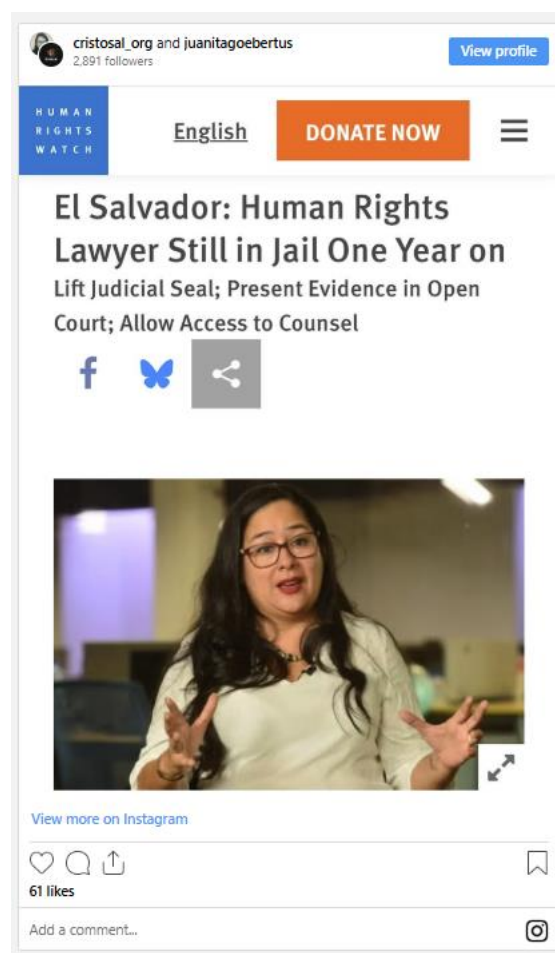 cristosal_org and juanitagoebertus
2,891 followers
View profile
HUMAN
RIGHTS
WATCH
English
DONATE NOW
El Salvador: Human Rights
Lawyer Still in Jail One Year on
Lift Judicial Seal; Present Evidence in Open
Court; Allow Access to Counsel
View more on Instagram
61 likes
Add a comment...